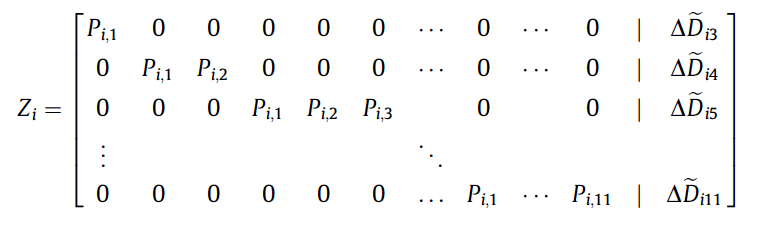 P_{i,1} 0 0 0 0 0 ⋯ 0 ⋯ 0 | ΔD̃_{i3}
0 P_{i,1} P_{i,2} 0 0 0 ⋯ 0 ⋯ 0 | ΔD̃_{i4}
Z_i = 0 0 0 P_{i,1} P_{i,2} P_{i,3} 0 0 | ΔD̃_{i5}
⋮ ⋱
0 0 0 0 0 0 … P_{i,1} ⋯ P_{i,11} | ΔD̃_{i11}